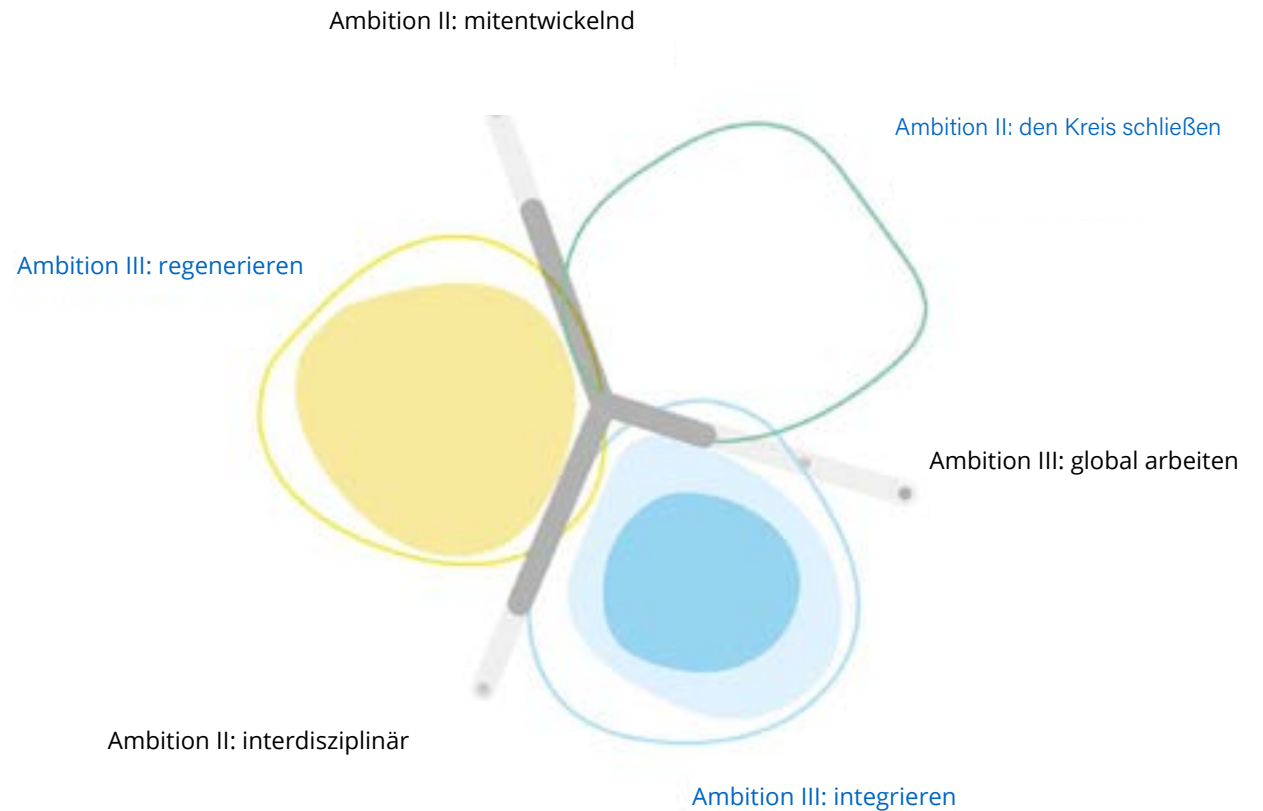 Ambition II: mitentwickelnd
Ambition II: den Kreis schließen
Ambition III: regenerieren
Ambition III: global arbeiten
Ambition II: interdisziplinär
Ambition III: integrieren